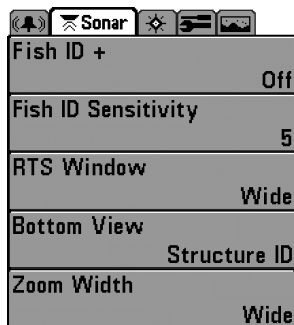 Sonar
Fish ID +
Off
Fish ID Sensitivity
5
RTS Window
Wide
Bottom View
Structure ID
Zoom Width
Wide